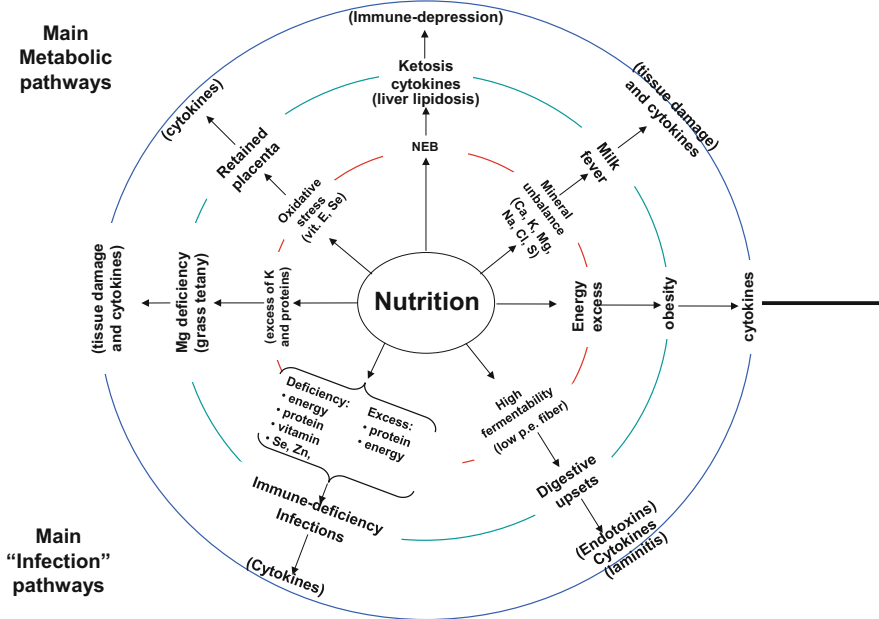 Main
Metabolic
pathways
(Immune-depression)
Ketosis
cytokines
(liver lipidosis)
NEB
(tissue damage)
and cytokines
Milk
fever
Mineral
unbalance
(Ca, K, Mg,
Na, Cl, S)
(cytokines)
Retained
placenta
Oxidative
stress
(vit. E, Se)
(tissue damage
and cytokines)
Mg deficiency
(grass tetany)
(excess of K
and proteins)
Nutrition
Energy
excess
obesity
cytokines
Deficiency:
• energy
• protein
• vitamin
• Se, Zn,
Excess:
• protein
• energy
High
fermentability
(low p.e. fiber)
Digestive
upsets
(Endotoxins)
Cytokines
(laminitis)
Immune-deficiency
Infections
(Cytokines)
Main
“Infection”
pathways